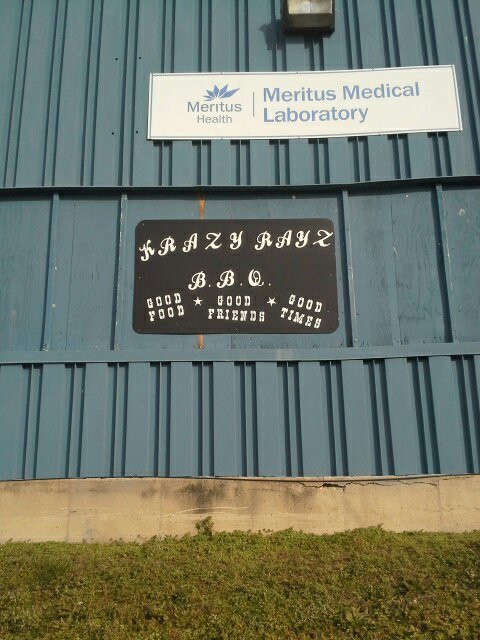 Meritus
Health
Meritus Medical
Laboratory
KRAZY RAYZ
B.B.Q.
GOOD FOOD ★ GOOD FRIENDS ★ GOOD TIMES